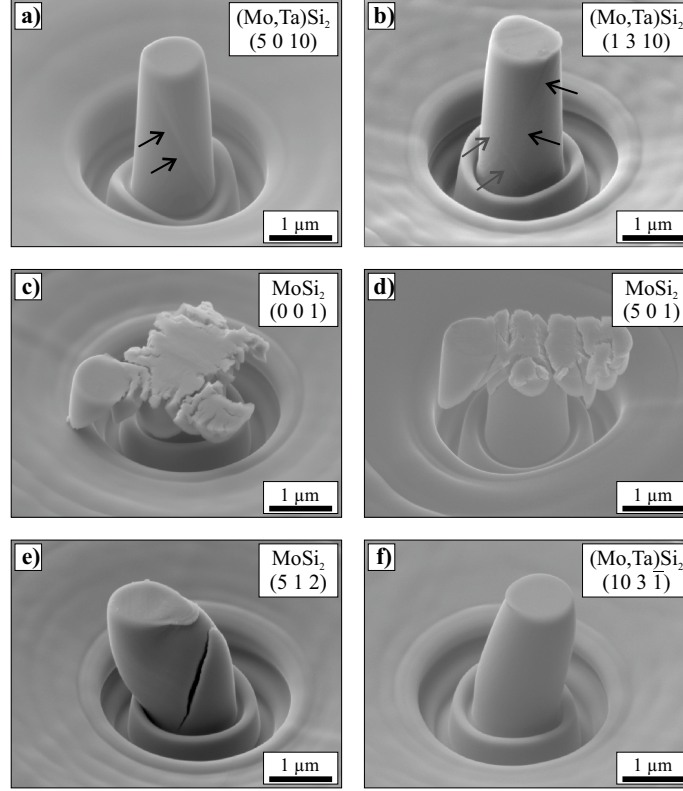 a)
(Mo,Ta)Si₂
(5 0 10)
1 µm
b)
(Mo,Ta)Si₂
(1 3 10)
1 µm
c)
MoSi₂
(0 0 1)
1 µm
d)
MoSi₂
(5 0 1)
1 µm
e)
MoSi₂
(5 1 2)
1 µm
f)
(Mo,Ta)Si₂
(10 3 1̅)
1 µm